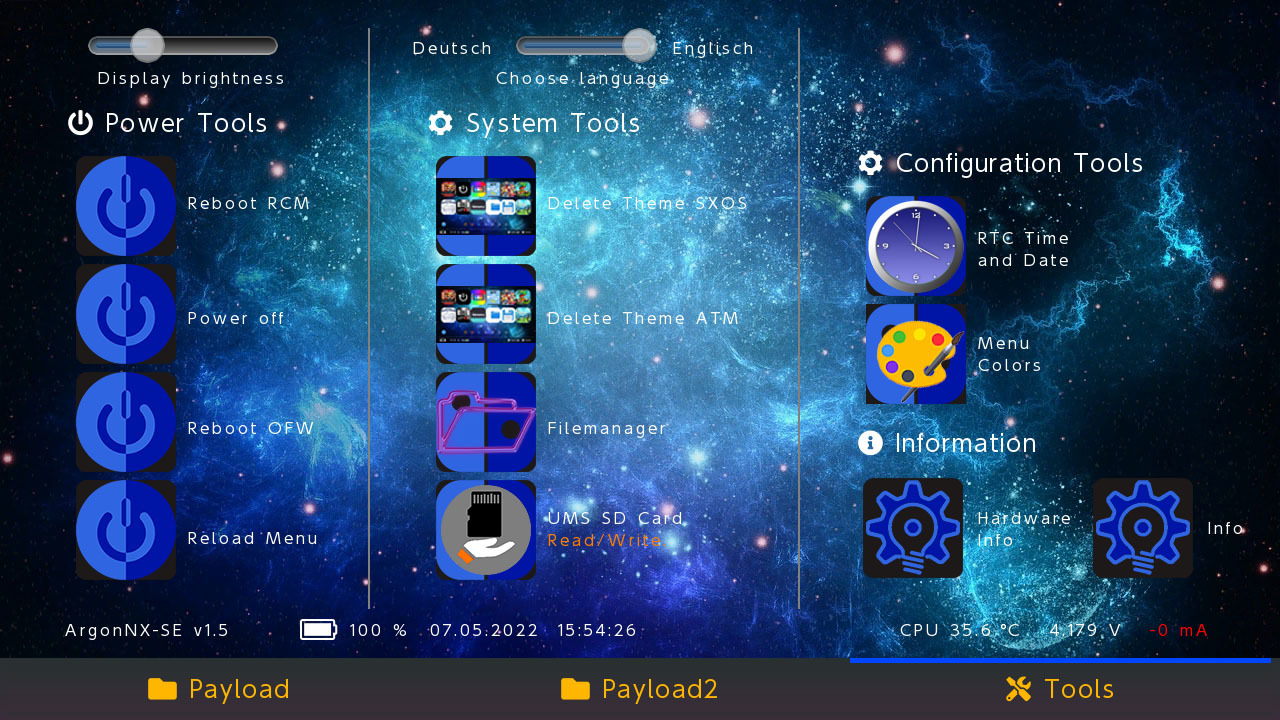 Display brightness
Deutsch
Englisch
Choose language
Power Tools
Reboot RCM
Power off
Reboot OFW
Reload Menu
System Tools
Delete Theme SXOS
Delete Theme ATM
Filemanager
UMS SD Card
Read/Write
Configuration Tools
RTC Time
and Date
Menu
Colors
Information
Hardware
Info
Info
ArgonNX-SE v1.5
100 %
07.05.2022 15:54:26
CPU 35.6 °C
4.179 V
-0 mA
Payload
Payload2
Tools